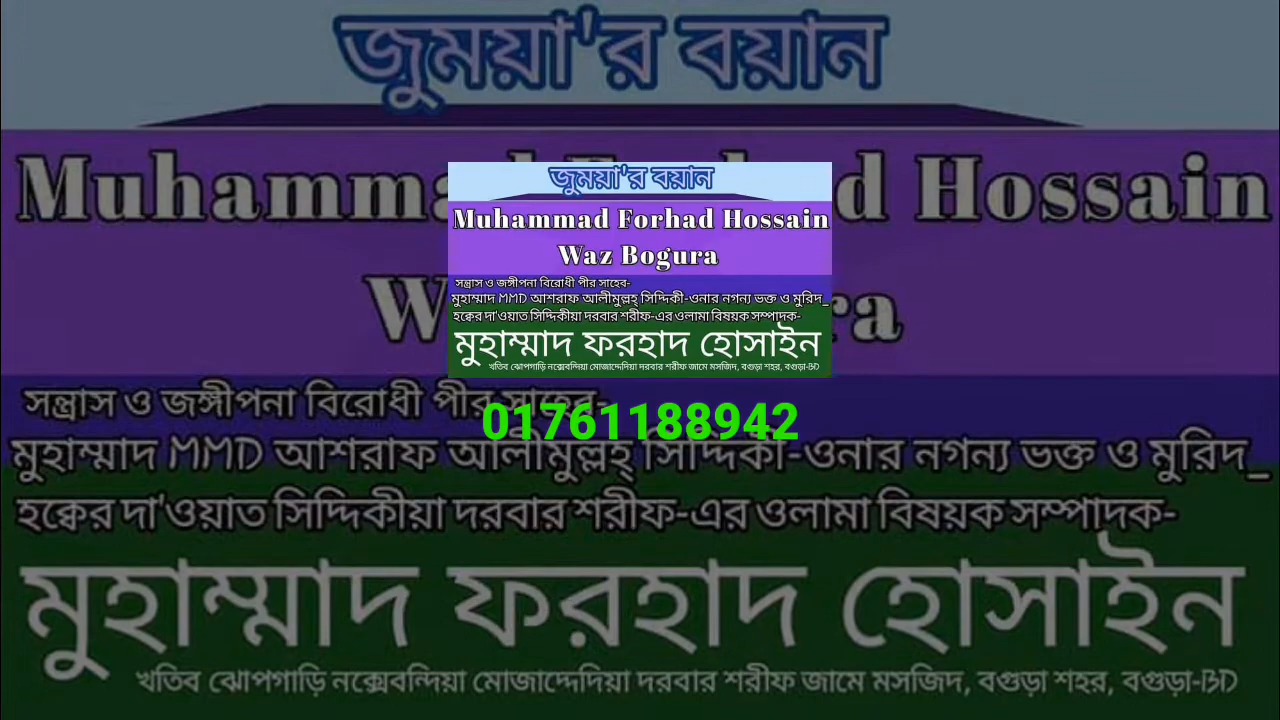 জুময়া'র বয়ান
Muhammad Forhad Hossain
Waz Bogura
সন্ত্রাস ও জঙ্গীপনা বিরোধী পীর সাহেব-
মুহাম্মাদ MMD আশরাফ আলীমুল্লহ্ সিদ্দিকী-ওনার নগন্য ভক্ত ও মুরিদ_
হক্বের দা'ওয়াত সিদ্দিকীয়া দরবার শরীফ-এর ওলামা বিষয়ক সম্পাদক-
মুহাম্মাদ ফরহাদ হোসাইন
খতিব ঝোপগাড়ি নক্সেবন্দিয়া মোজাদ্দেদিয়া দরবার শরীফ জামে মসজিদ, বগুড়া শহর, বগুড়া-BD
01761188942